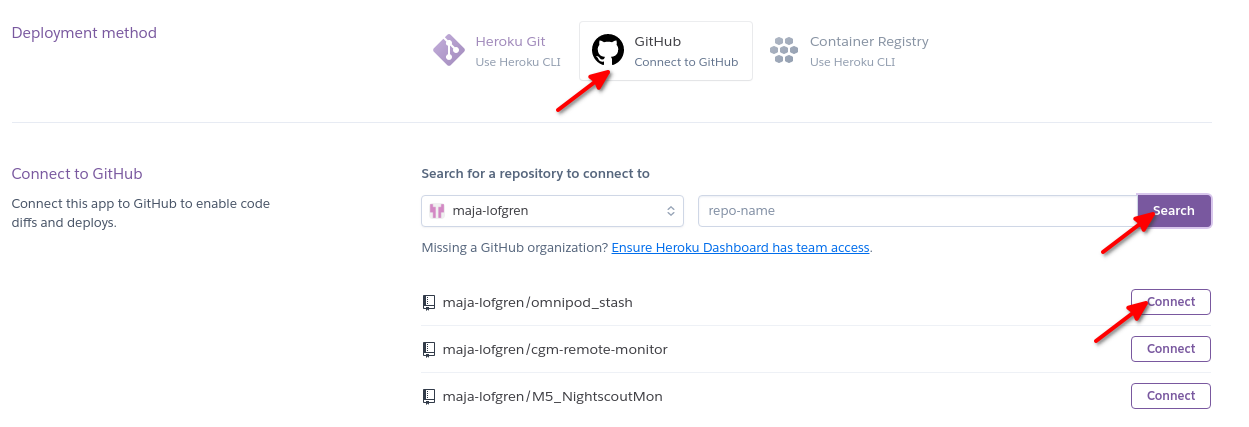 Deployment method
Heroku Git
Use Heroku CLI
GitHub
Connect to GitHub
Container Registry
Use Heroku CLI
Connect to GitHub
Connect this app to GitHub to enable code
diffs and deploys.
Search for a repository to connect to
maja-lofgren
repo-name
Search
Missing a GitHub organization? Ensure Heroku Dashboard has team access.
maja-lofgren/omnipod_stash
Connect
maja-lofgren/cgm-remote-monitor
Connect
maja-lofgren/M5_NightscoutMon
Connect